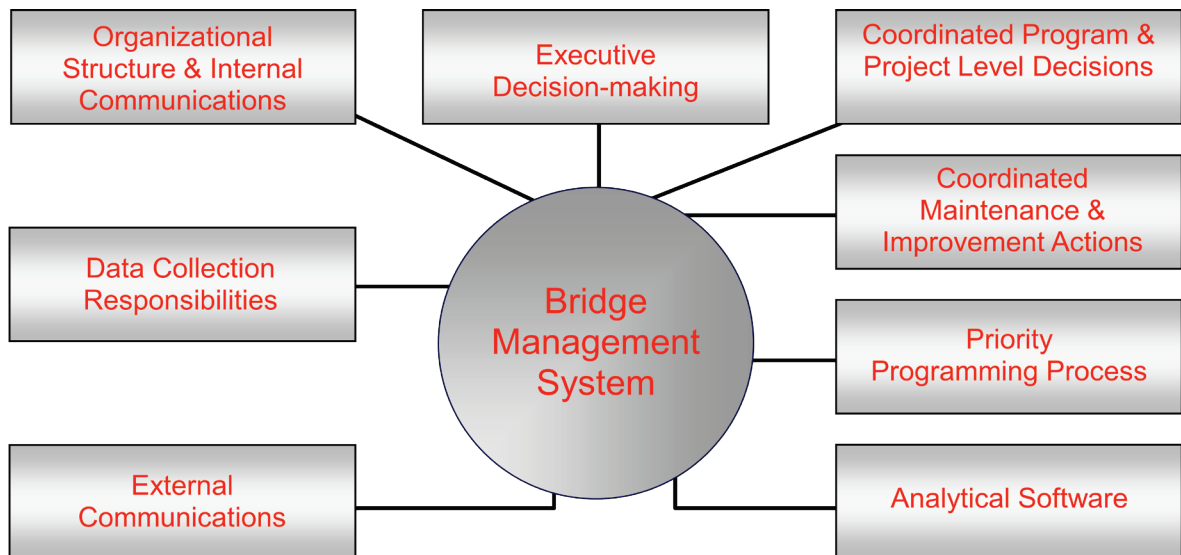 Organizational
Structure & Internal
Communications
Executive
Decision-making
Coordinated Program &
Project Level Decisions
Coordinated
Maintenance &
Improvement Actions
Data Collection
Responsibilities
Bridge
Management
System
Priority
Programming Process
External
Communications
Analytical Software